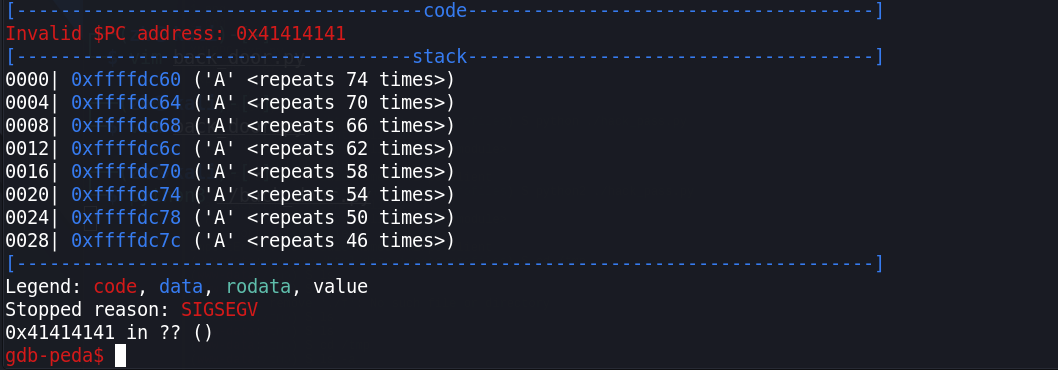 [-------------------------------------code-------------------------------------]
Invalid $PC address: 0x41414141
[------------------------------------stack-------------------------------------]
0000| 0xffffdc60 ('A' <repeats 74 times>)
0004| 0xffffdc64 ('A' <repeats 70 times>)
0008| 0xffffdc68 ('A' <repeats 66 times>)
0012| 0xffffdc6c ('A' <repeats 62 times>)
0016| 0xffffdc70 ('A' <repeats 58 times>)
0020| 0xffffdc74 ('A' <repeats 54 times>)
0024| 0xffffdc78 ('A' <repeats 50 times>)
0028| 0xffffdc7c ('A' <repeats 46 times>)
[------------------------------------------------------------------------------]
Legend: code, data, rodata, value
Stopped reason: SIGSEGV
0x41414141 in ?? ()
gdb-peda$